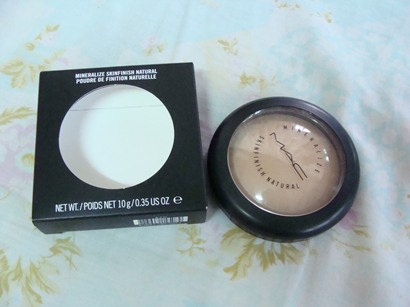 MINERALIZE SKINFINISH NATURAL
POUDRE DE FINITION NATURELLE
NET WT./POIDS NET 10 g/0.35 US OZ e
MINERALIZE
MAC
SKINFINISH NATURAL